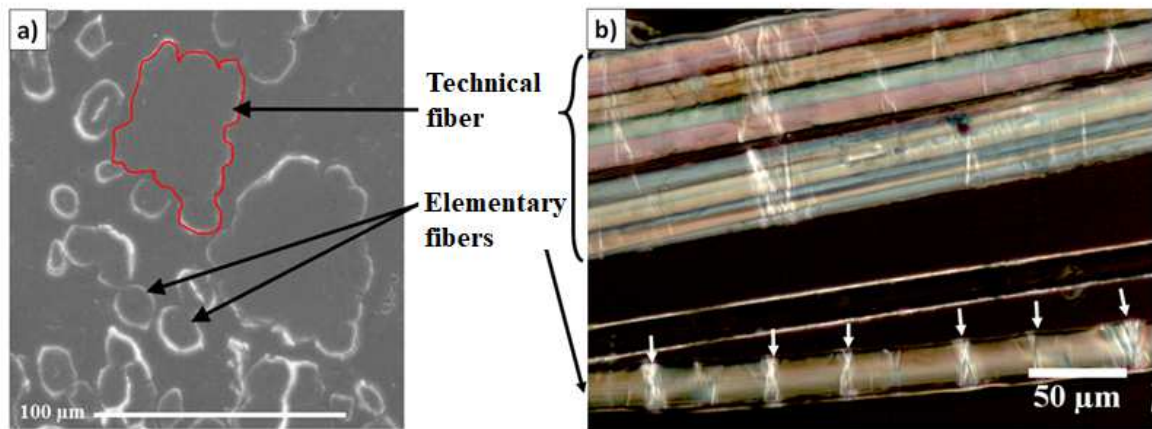 a)
Technical
fiber
Elementary
fibers
100 µm
b)
50 µm